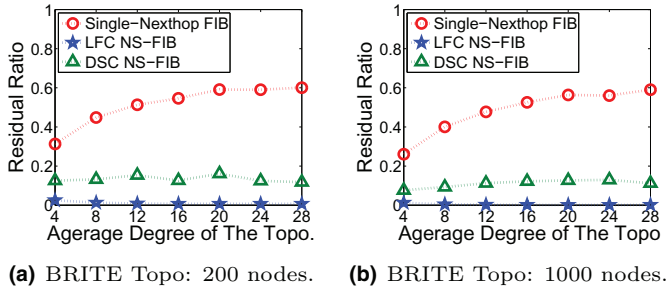 1
0.8
0.6
0.4
0.2
0
Residual Ratio
Single-Nexthop FIB
LFC NS-FIB
DSC NS-FIB
4 8 12 16 20 24 28
Agerage Degree of The Topo.
(a) BRITE Topo: 200 nodes.
1
0.8
0.6
0.4
0.2
0
Residual Ratio
Single-Nexthop FIB
LFC NS-FIB
DSC NS-FIB
4 8 12 16 20 24 28
Agerage Degree of The Topo
(b) BRITE Topo: 1000 nodes.